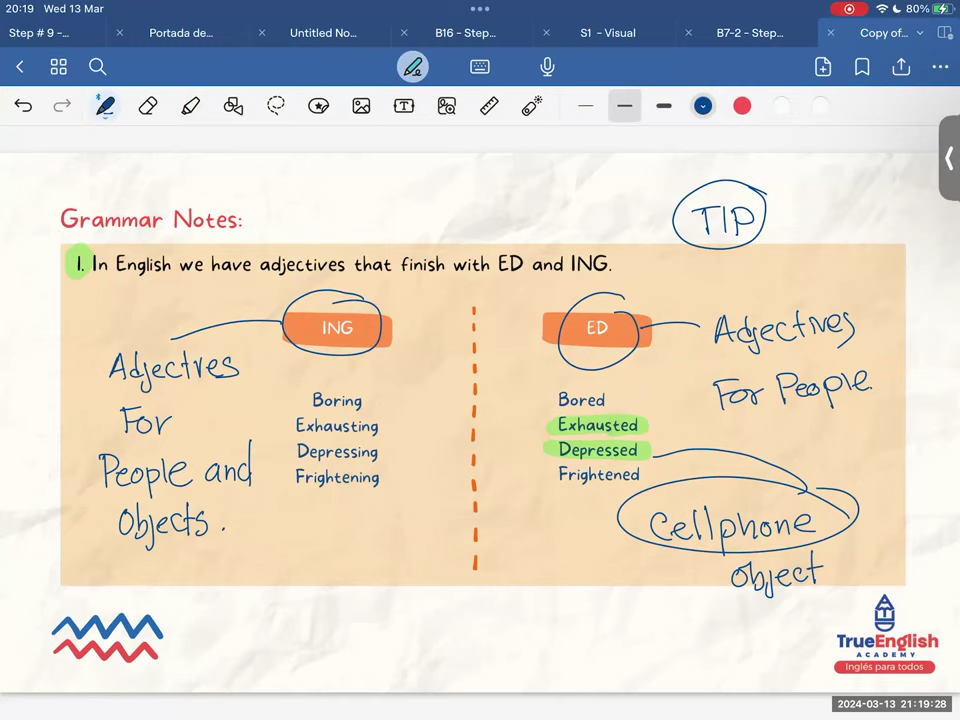 20:19 Wed 13 Mar
80%
Step # 9 -...
Portada de...
Untitled No...
B16 - Step...
S1 - Visual
B7-2 - Step...
Copy of...
Grammar Notes:
TIP
1. In English we have adjectives that finish with ED and ING.
ING
Adjectives
For
People and
Objects.
Boring
Exhausting
Depressing
Frightening
ED
Adjectives
For People
Bored
Exhausted
Depressed
Frightened
Cellphone
object
TrueEnglish
ACADEMY
Inglés para todos
2024-03-13 21:19:28